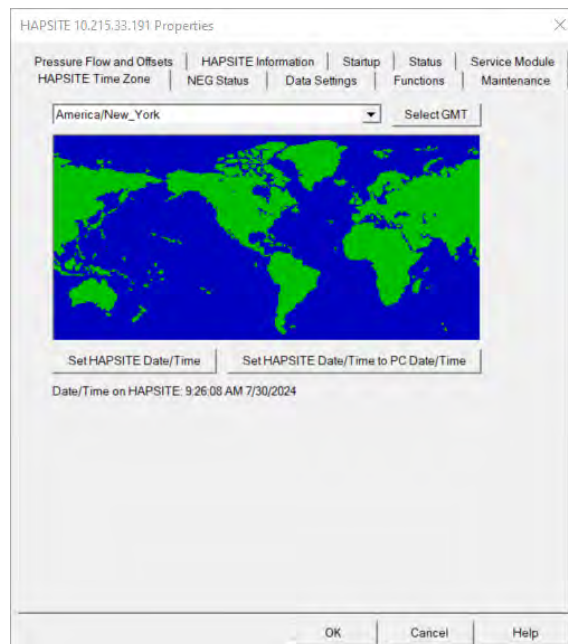 HAPSITE 10.215.33.191 Properties
Pressure Flow and Offsets HAPSITE Information Startup Status Service Module
HAPSITE Time Zone NEG Status Data Settings Functions Maintenance
America/New_York Select GMT
Set HAPSITE Date/Time Set HAPSITE Date/Time to PC Date/Time
Date/Time on HAPSITE: 9:26:08 AM 7/30/2024
OK Cancel Help